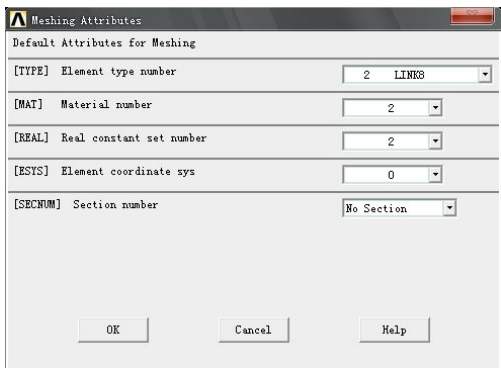 Meshing Attributes
Default Attributes for Meshing
[TYPE] Element type number 2 LINK8
[MAT] Material number 2
[REAL] Real constant set number 2
[ESYS] Element coordinate sys 0
[SECNUM] Section number No Section
OK Cancel Help